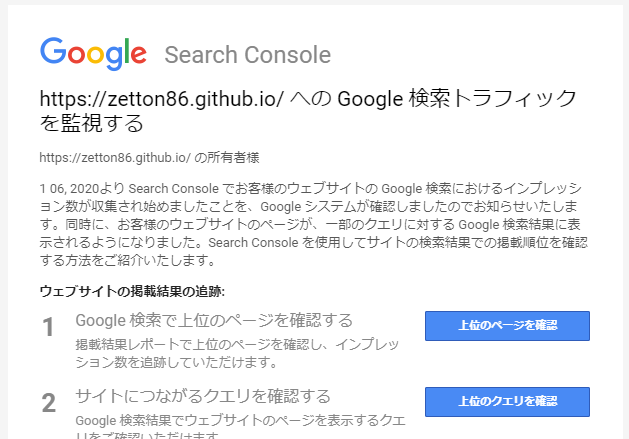 Google Search Console
https://zetton86.github.io/ への Google 検索トラフィック
を監視する
https://zetton86.github.io/ の所有者様
1 06, 2020より Search Console でお客様のウェブサイトの Google 検索におけるインプレッシ
ョン数が収集され始めましたことを、Google システムが確認しましたのでお知らせいたしま
す。同時に、お客様のウェブサイトのページが、一部のクエリに対する Google 検索結果に表
示されるようになりました。Search Console を使用してサイトの検索結果での掲載順位を確認
する方法をご紹介いたします。
ウェブサイトの掲載結果の追跡:
1 Google 検索で上位のページを確認する
上位のページを確認
掲載結果レポートで上位のページを確認し、インプレッ
ション数を追跡していただけます。
2 サイトにつながるクエリを確認する
上位のクエリを確認
Google 検索結果でウェブサイトのページを表示するクエ
リをご確認いただけます